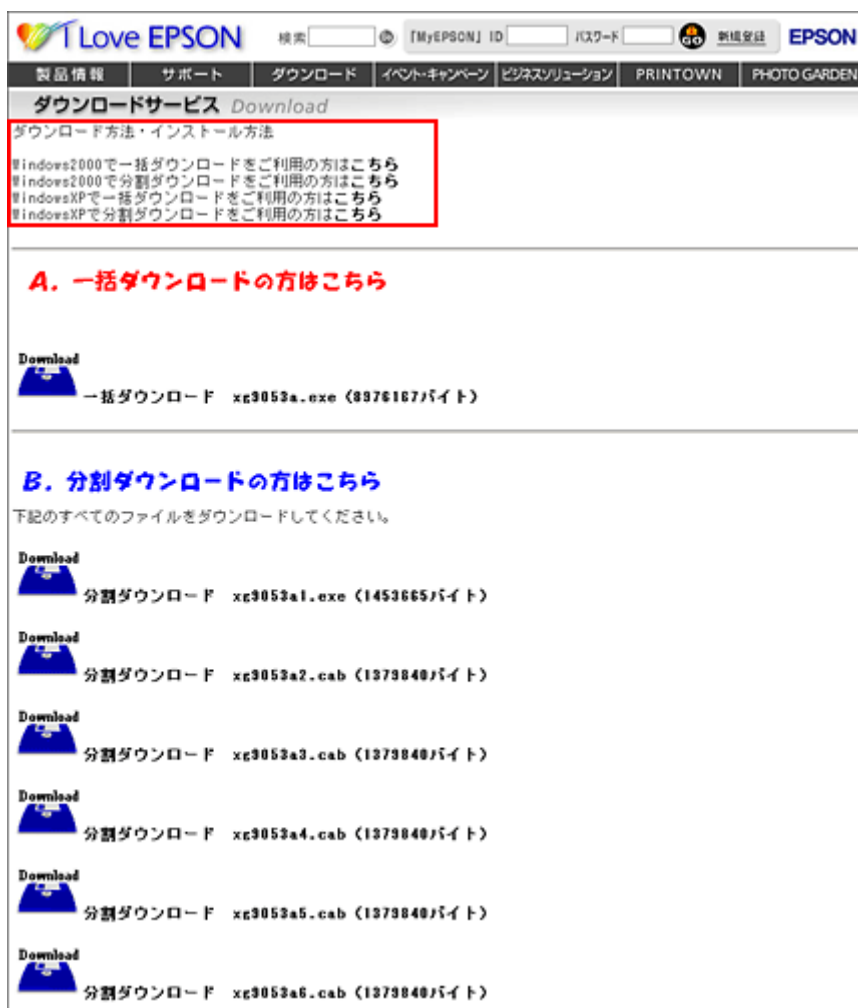 I Love EPSON 検索 「MyEPSON」 ID パスワード GO 新規登録 EPSON
製品情報 サポート ダウンロード イベント・キャンペーン ビジネスソリューション PRINTOWN PHOTO GARDEN
ダウンロードサービス Download
ダウンロード方法・インストール方法
Windows2000で一括ダウンロードをご利用の方はこちら
Windows2000で分割ダウンロードをご利用の方はこちら
WindowsXPで一括ダウンロードをご利用の方はこちら
WindowsXPで分割ダウンロードをご利用の方はこちら
A. 一括ダウンロードの方はこちら
Download
一括ダウンロード xg9053a.exe (8976167バイト)
B. 分割ダウンロードの方はこちら
下記のすべてのファイルをダウンロードしてください。
Download
分割ダウンロード xg9053a1.exe (1453665バイト)
Download
分割ダウンロード xg9053a2.cab (1379840バイト)
Download
分割ダウンロード xg9053a3.cab (1379840バイト)
Download
分割ダウンロード xg9053a4.cab (1379840バイト)
Download
分割ダウンロード xg9053a5.cab (1379840バイト)
Download
分割ダウンロード xg9053a6.cab (1379840バイト)